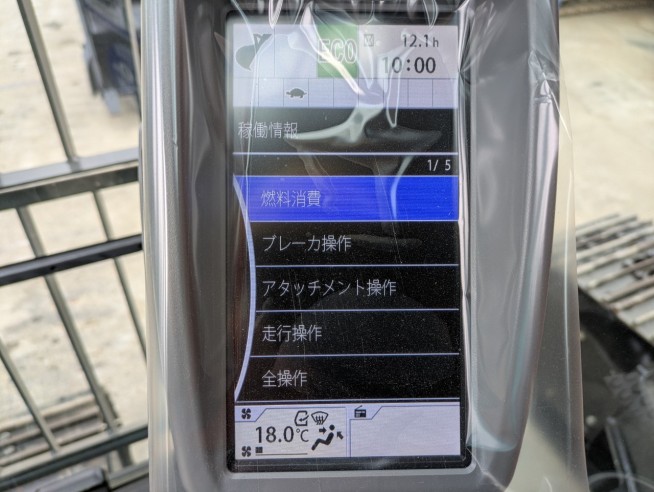 ECO
12.1h
10:00
稼働情報
1/ 5
燃料消費
ブレーカ操作
アタッチメント操作
走行操作
全操作
18.0℃